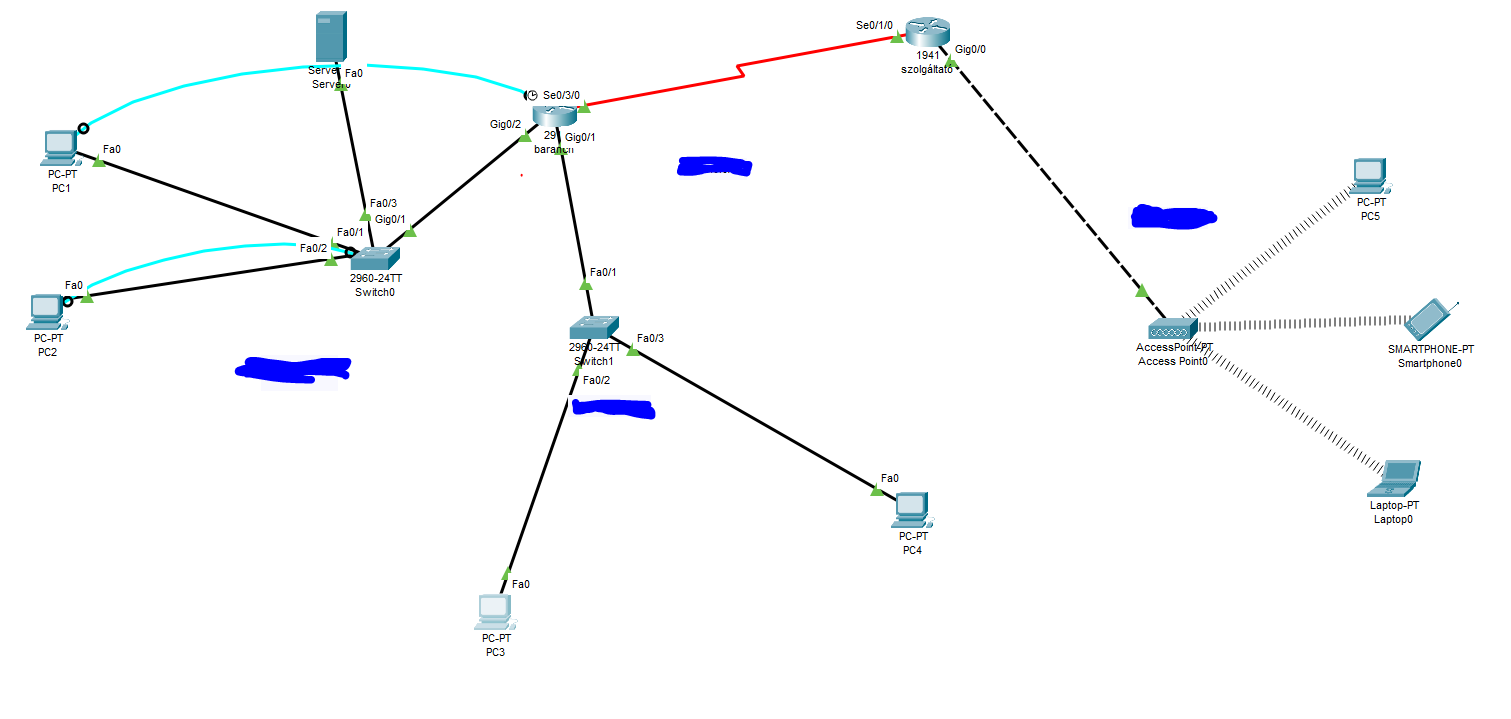 Se0/1/0
Gig0/0
1941
szolgáltató
Fa0
Se0/3/0
Gig0/2
Gig0/1
Fa0
PC-PT
PC1
Fa0/3
Gig0/1
Fa0/1
Fa0/2
2960-24TT
Switch0
Fa0
PC-PT
PC2
Fa0/1
2960-24TT
Switch1
Fa0/3
Fa0/2
Fa0
PC-PT
PC4
Fa0
PC-PT
PC3
AccessPoint-PT
Access Point0
PC-PT
PC5
SMARTPHONE-PT
Smartphone0
Laptop-PT
Laptop0